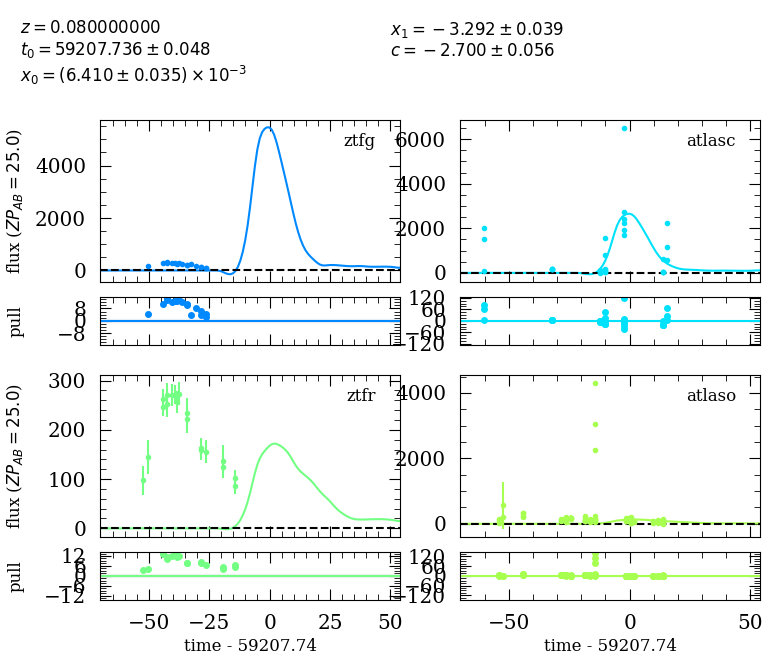 z = 0.080000000
t0 = 59207.736 ± 0.048
x0 = (6.410 ± 0.035) × 10^−3
x1 = −3.292 ± 0.039
c = −2.700 ± 0.056
flux (ZP_AB = 25.0)
4000
2000
0
ztfg
6000
4000
2000
0
atlasc
pull
8
0
−8
120
60
0
−60
−120
flux (ZP_AB = 25.0)
300
200
100
0
ztfr
4000
2000
0
atlaso
pull
12
6
0
−6
−12
120
60
0
−60
−120
−50 −25 0 25 50
−50 0 50
time - 59207.74
time - 59207.74